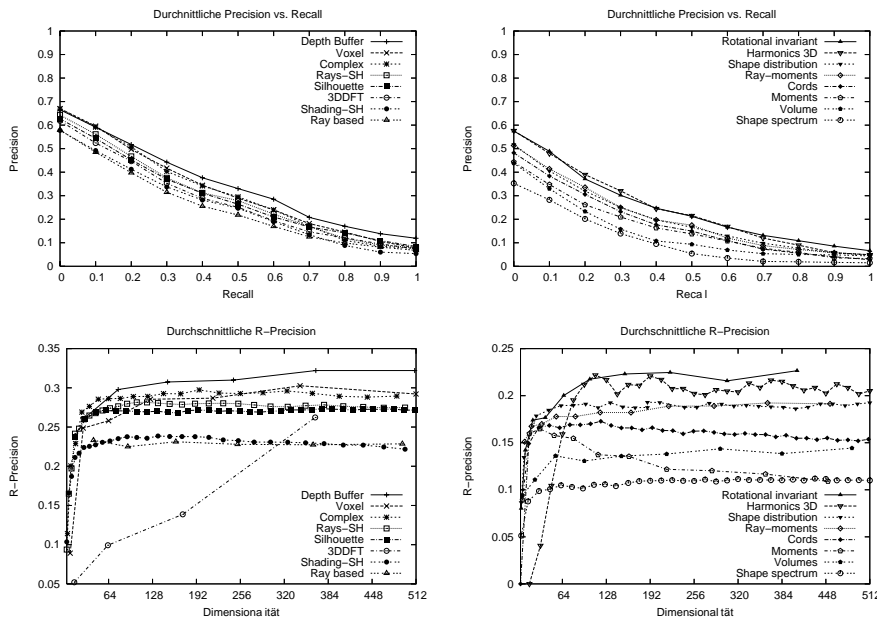 Durchnittliche Precision vs. Recall
Precision
1
0.9
0.8
0.7
0.6
0.5
0.4
0.3
0.2
0.1
0
Depth Buffer
Voxel
Complex
Rays-SH
Silhouette
3DDFT
Shading-SH
Ray based
0 0.1 0.2 0.3 0.4 0.5 0.6 0.7 0.8 0.9 1
Recall
Durchnittliche Precision vs. Recall
Precision
1
0.9
0.8
0.7
0.6
0.5
0.4
0.3
0.2
0.1
0
Rotational invariant
Harmonics 3D
Shape distribution
Ray-moments
Cords
Moments
Volume
Shape spectrum
0 0.1 0.2 0.3 0.4 0.5 0.6 0.7 0.8 0.9 1
Reca l
Durchschnittliche R-Precision
R-Precision
0.35
0.3
0.25
0.2
0.15
0.1
0.05
Depth Buffer
Voxel
Complex
Rays-SH
Silhouette
3DDFT
Shading-SH
Ray based
64 128 192 256 320 384 448 512
Dimensiona ität
Durchschnittliche R-Precision
R-precision
0.25
0.2
0.15
0.1
0.05
0
Rotational invariant
Harmonics 3D
Shape distribution
Ray-moments
Cords
Moments
Volumes
Shape spectrum
64 128 192 256 320 384 448 512
Dimensional tät